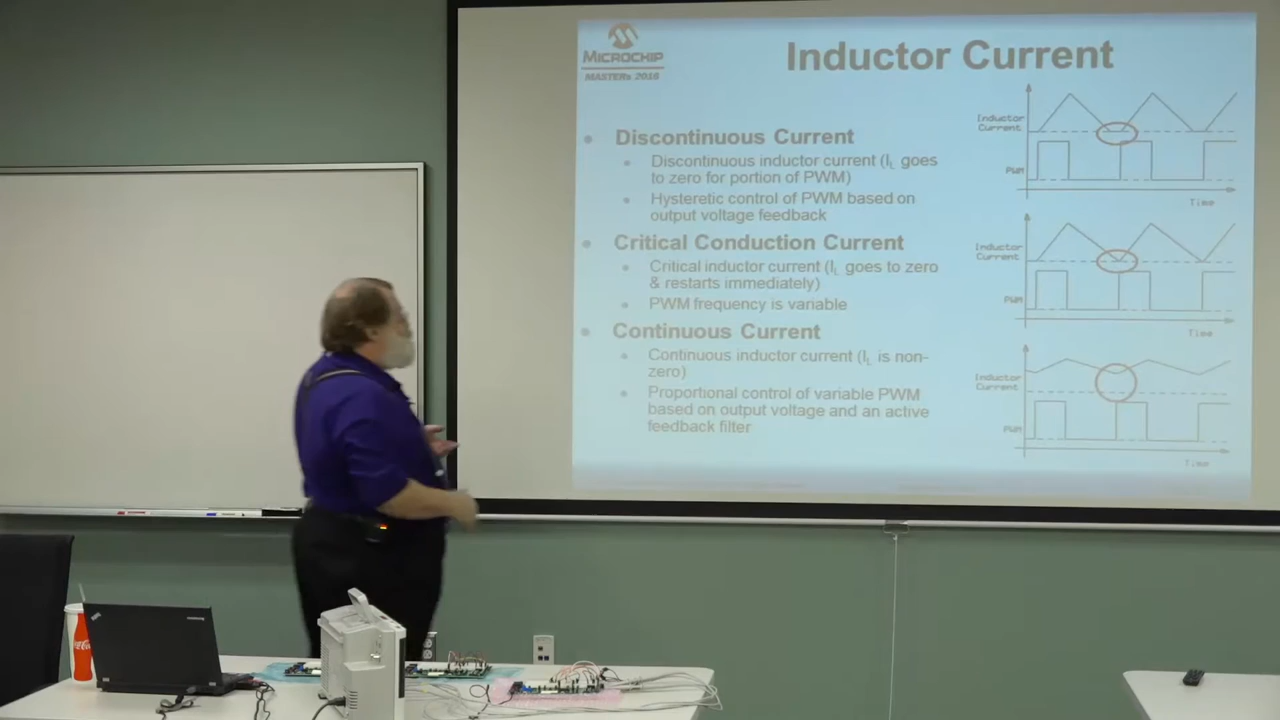 MICROCHIP
MASTERs 2016
Inductor Current
Discontinuous Current
Discontinuous inductor current (IL goes
to zero for portion of PWM)
Hysteretic control of PWM based on
output voltage feedback
Critical Conduction Current
Critical inductor current (IL goes to zero
& restarts immediately)
PWM frequency is variable
Continuous Current
Continuous inductor current (IL is non-
zero)
Proportional control of variable PWM
based on output voltage and an active
feedback filter
Inductor
Current
PWM
Time
Inductor
Current
PWM
Time
Inductor
Current
PWM
Time
Coca-Cola